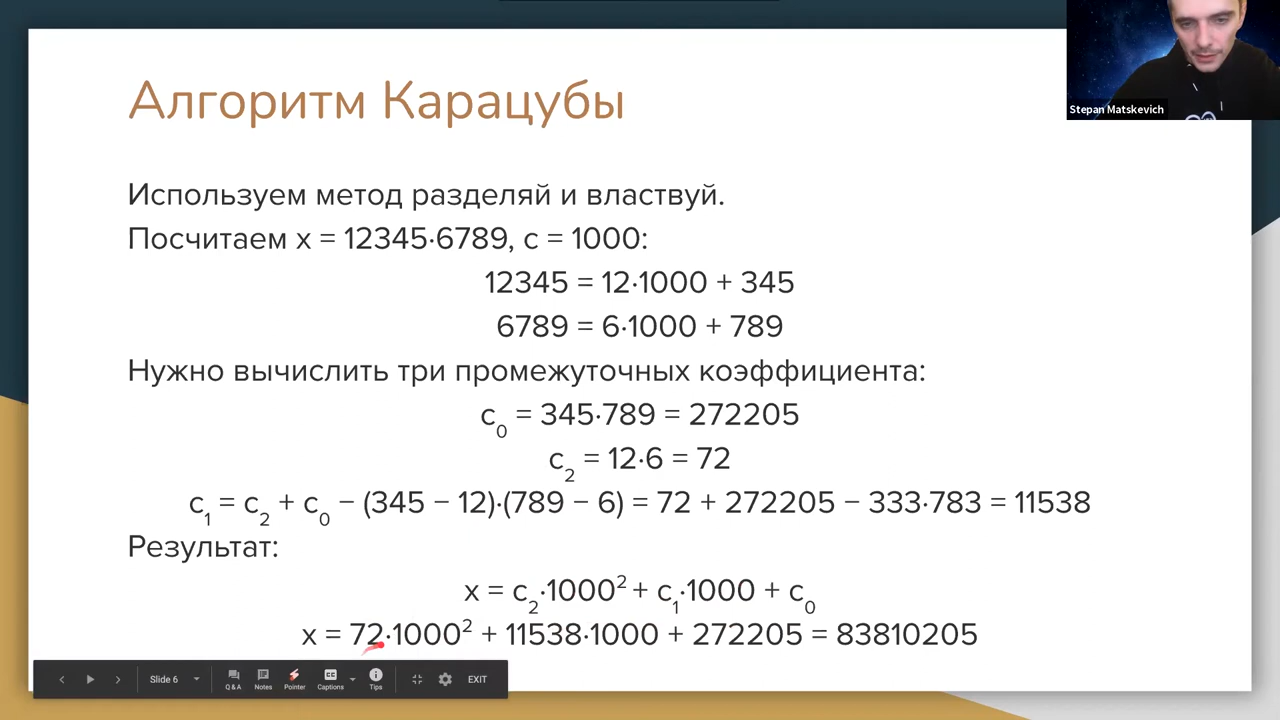 Алгоритм Карацубы
Stepan Matskevich
Используем метод разделяй и властвуй.
Посчитаем x = 12345·6789, c = 1000:
12345 = 12·1000 + 345
6789 = 6·1000 + 789
Нужно вычислить три промежуточных коэффициента:
c₀ = 345·789 = 272205
c₂ = 12·6 = 72
c₁ = c₂ + c₀ − (345 − 12)·(789 − 6) = 72 + 272205 − 333·783 = 11538
Результат:
x = c₂·1000² + c₁·1000 + c₀
x = 72·1000² + 11538·1000 + 272205 = 83810205
Slide 6 Q&A Notes Pointer CC Captions Tips EXIT